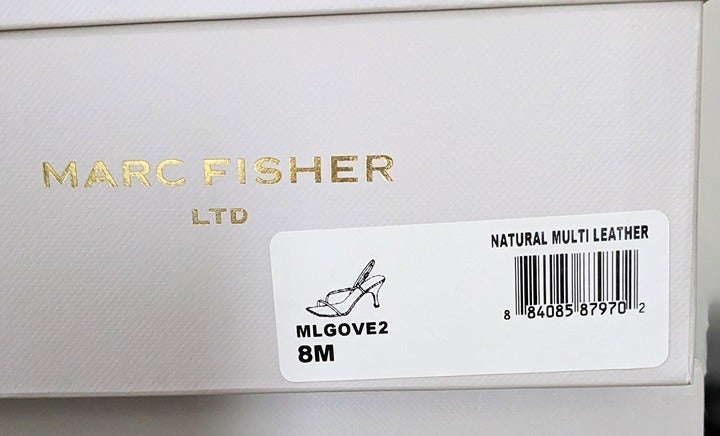 MARC FISHER
LTD
NATURAL MULTI LEATHER
8 84085 87970 2
MLGOVE2
8M